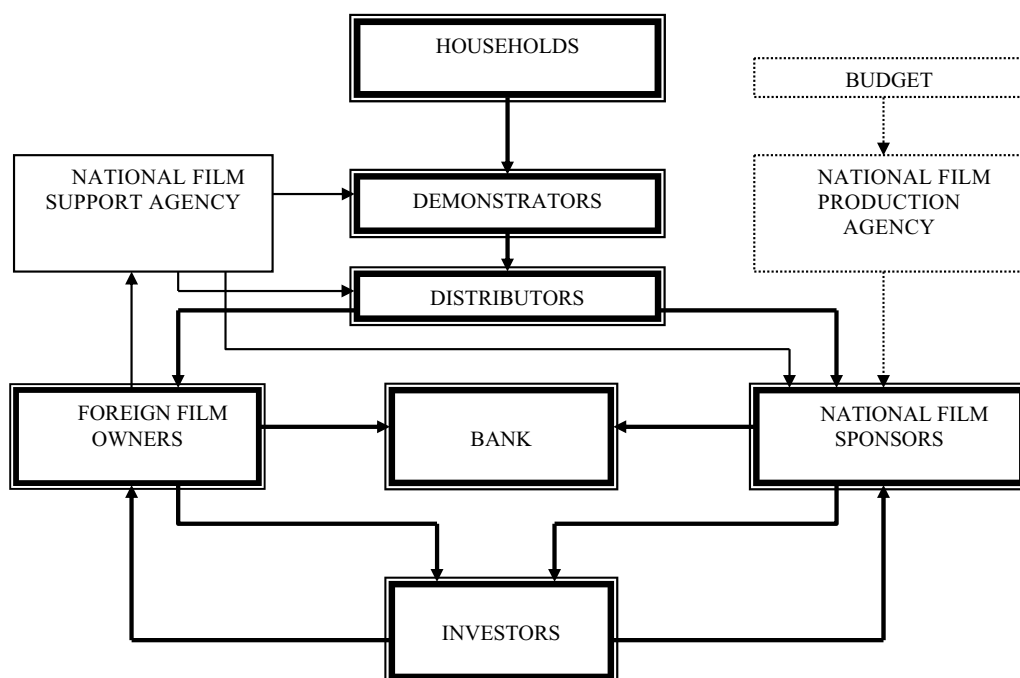 HOUSEHOLDS
BUDGET
NATIONAL FILM
SUPPORT AGENCY
DEMONSTRATORS
NATIONAL FILM
PRODUCTION
AGENCY
DISTRIBUTORS
FOREIGN FILM
OWNERS
BANK
NATIONAL FILM
SPONSORS
INVESTORS